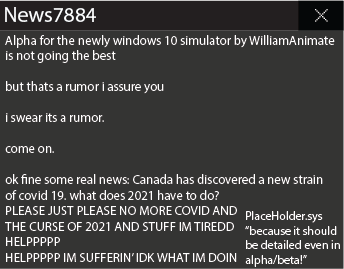 News7884
Alpha for the newly windows 10 simulator by WilliamAnimate
is not going the best
but thats a rumor i assure you
i swear its a rumor.
come on.
ok fine some real news: Canada has discovered a new strain
of covid 19. what does 2021 have to do?
PLEASE JUST PLEASE NO MORE COVID AND
THE CURSE OF 2021 AND STUFF IM TIREDD
HELPPPPP
HELPPPPP IM SUFFERIN' IDK WHAT IM DOIN
PlaceHolder.sys
"because it should
be detailed even in
alpha/beta!"